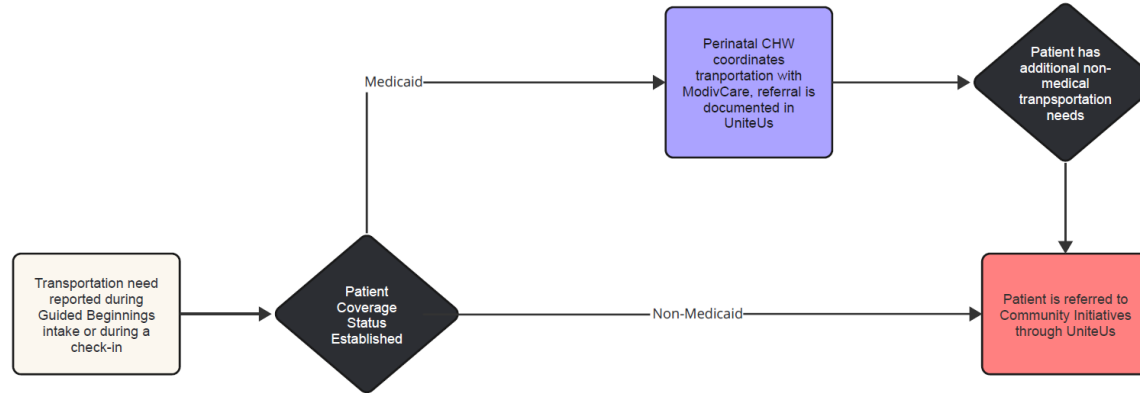 Transportation need
reported during
Guided Beginnings
intake or during a
check-in
Patient
Coverage
Status
Established
Medicaid
Perinatal CHW
coordinates tranportation with
ModivCare, referral is
documented in
UniteUs
Patient has
additional non-
medical
tranpsportation
needs
Non-Medicaid
Patient is referred to
Community Initiatives
through UniteUs